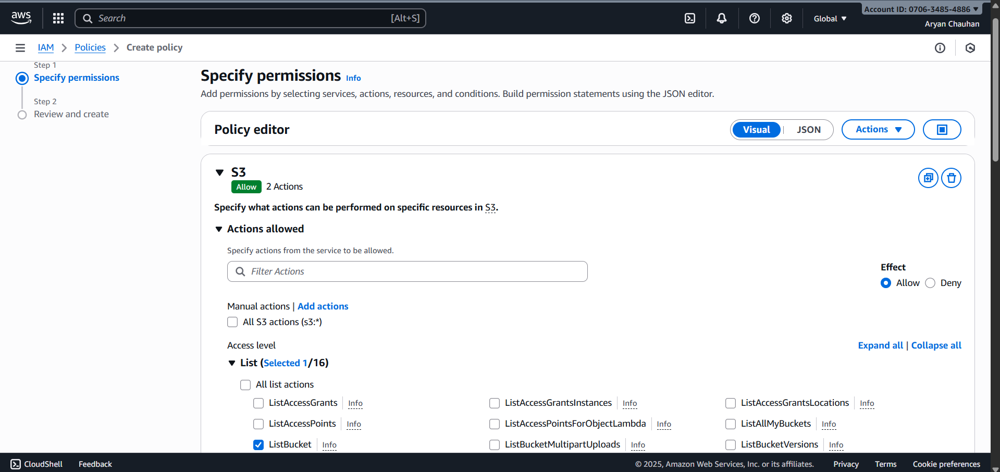 aws
Search [Alt+S]
Global
Account ID: 0706-3485-4886
Aryan Chauhan
IAM
Policies
Create policy
Step 1
Specify permissions
Step 2
Review and create
Specify permissions Info
Add permissions by selecting services, actions, resources, and conditions. Build permission statements using the JSON editor.
Policy editor
Visual | JSON
Actions
S3
Allow 2 Actions
Specify what actions can be performed on specific resources in S3.
Actions allowed
Specify actions from the service to be allowed.
Filter Actions
Effect
Allow Deny
Manual actions | Add actions
All S3 actions (s3:*)
Access level
Expand all | Collapse all
List (Selected 1/16)
All list actions
ListAccessGrants Info ListAccessGrantsInstances Info ListAccessGrantsLocations Info
ListAccessPoints Info ListAccessPointsForObjectLambda Info ListAllMyBuckets Info
ListBucket Info ListBucketMultipartUploads Info ListBucketVersions Info
CloudShell Feedback © 2025, Amazon Web Services, Inc. or its affiliates. Privacy Terms Cookie preferences